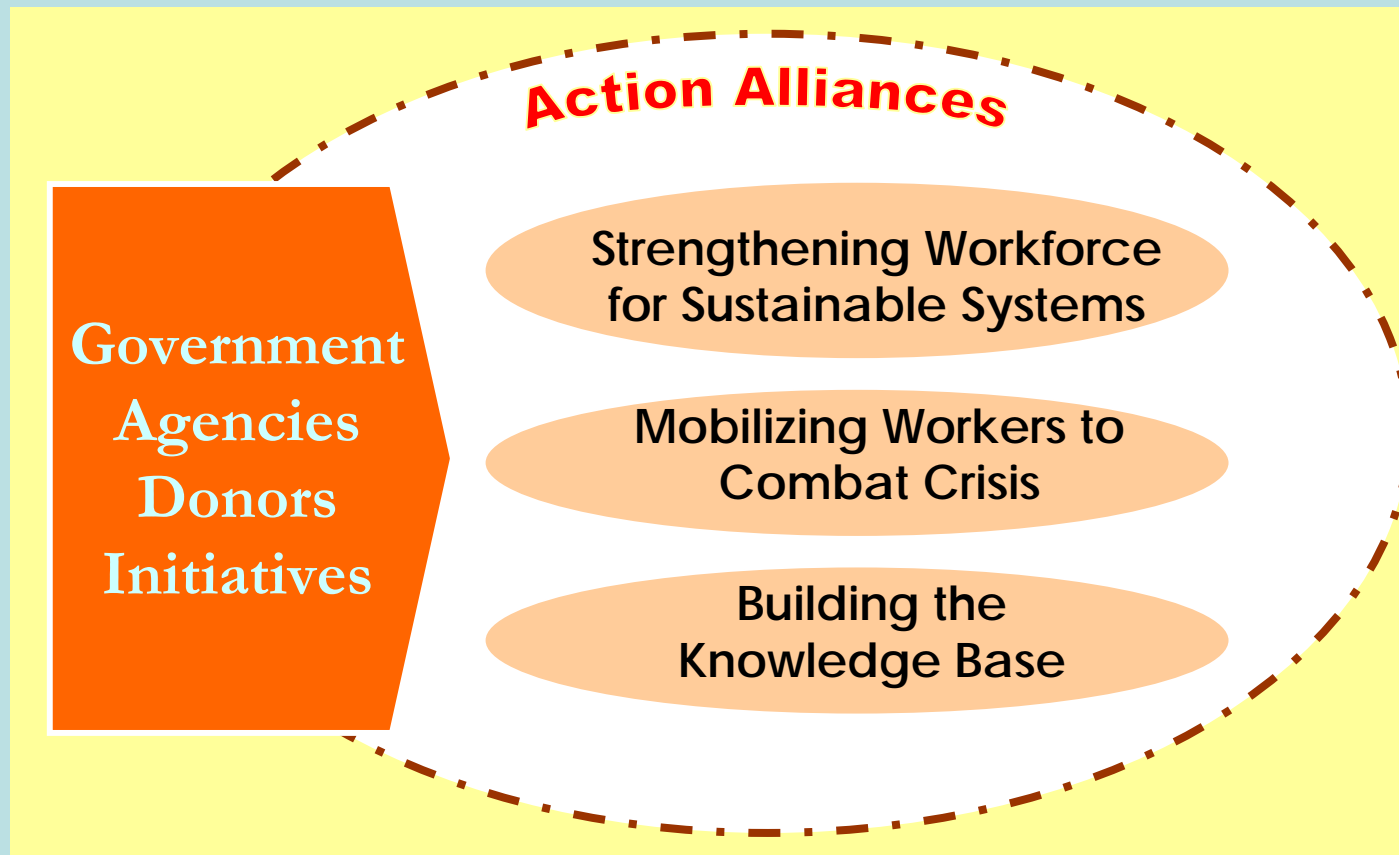 Action Alliances
Government
Agencies
Donors
Initiatives
Strengthening Workforce
for Sustainable Systems
Mobilizing Workers to
Combat Crisis
Building the
Knowledge Base